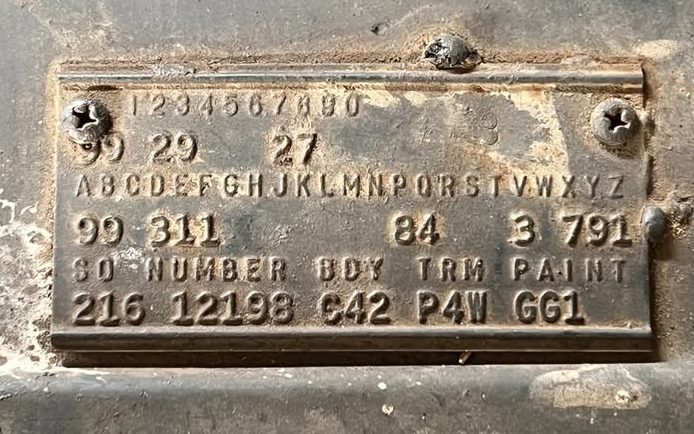 1234567890
99 29 27
ABCDEFGHJKLMNPQRSTVWXYZ
99 311 84 3 791
SO NUMBER BDY TRM PAINT
216 12198 C42 P4W GG1